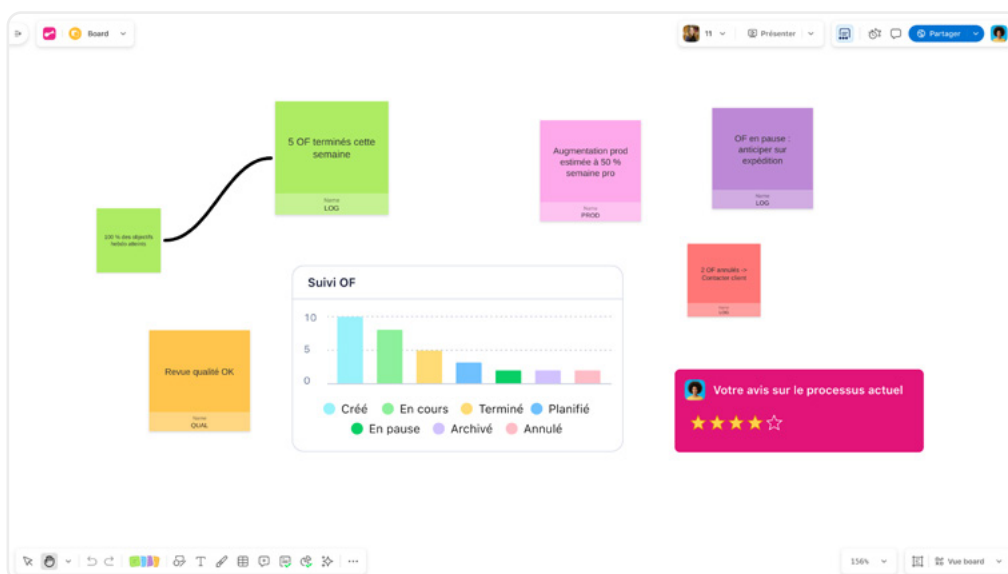 Board
11
Présenter
Partager
5 OF terminés cette
semaine
Name
LOG
Augmentation prod
estimée à 50 %
semaine pro
Name
PROD
OF en pause :
anticiper sur
expédition
Name
LOG
100 % des objectifs
hebdo atteints
2 OF annulés ->
Contacter client
Name
LOG
Suivi OF
10
5
0
Créé
En cours
Terminé
Planifié
En pause
Archivé
Annulé
Revue qualité OK
Name
QUAL
Votre avis sur le processus actuel
156%
Vue board